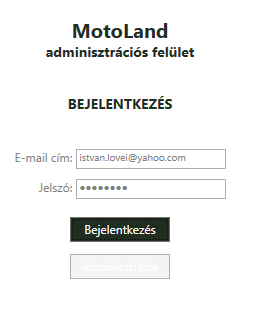 MotoLand
adminisztrációs felület
BEJELENTKEZÉS
E-mail cím: istvan.lovei@yahoo.com
Jelszó: ●●●●●●●●
Bejelentkezés
Adminisztrátor